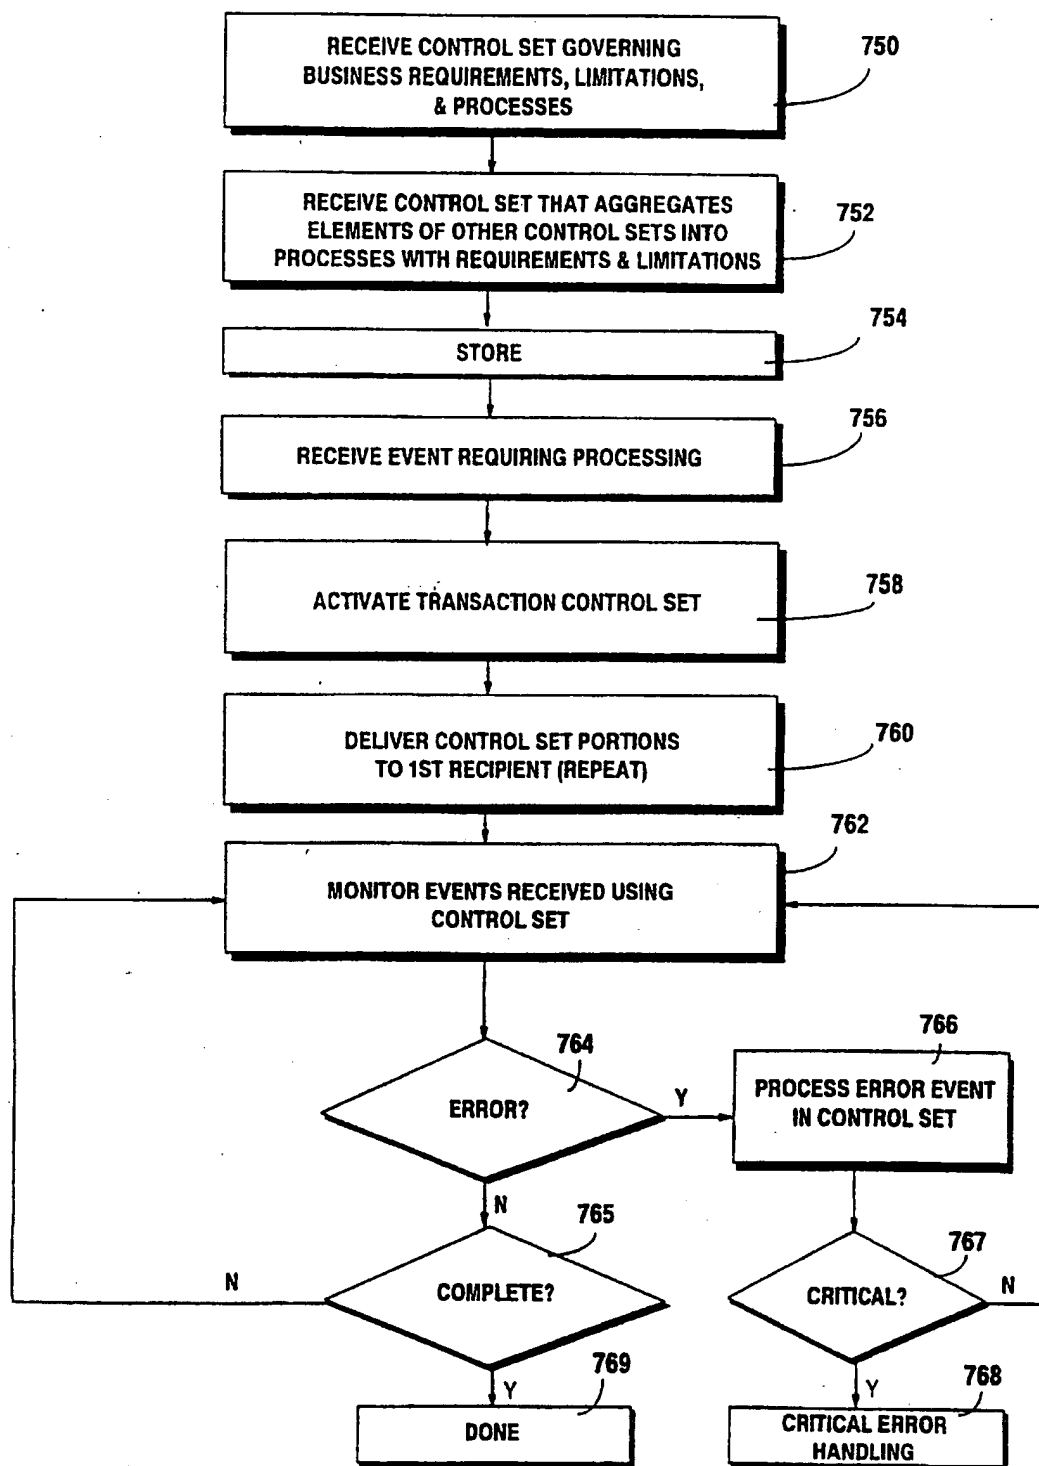 RECEIVE CONTROL SET GOVERNING
BUSINESS REQUIREMENTS, LIMITATIONS,
& PROCESSES
750
RECEIVE CONTROL SET THAT AGGREGATES
ELEMENTS OF OTHER CONTROL SETS INTO
PROCESSES WITH REQUIREMENTS & LIMITATIONS
752
STORE
754
RECEIVE EVENT REQUIRING PROCESSING
756
ACTIVATE TRANSACTION CONTROL SET
758
DELIVER CONTROL SET PORTIONS
TO 1ST RECIPIENT (REPEAT)
760
MONITOR EVENTS RECEIVED USING
CONTROL SET
762
ERROR?
764
Y
PROCESS ERROR EVENT
IN CONTROL SET
766
N
COMPLETE?
765
N
CRITICAL?
767
N
Y
DONE
769
Y
CRITICAL ERROR
HANDLING
768